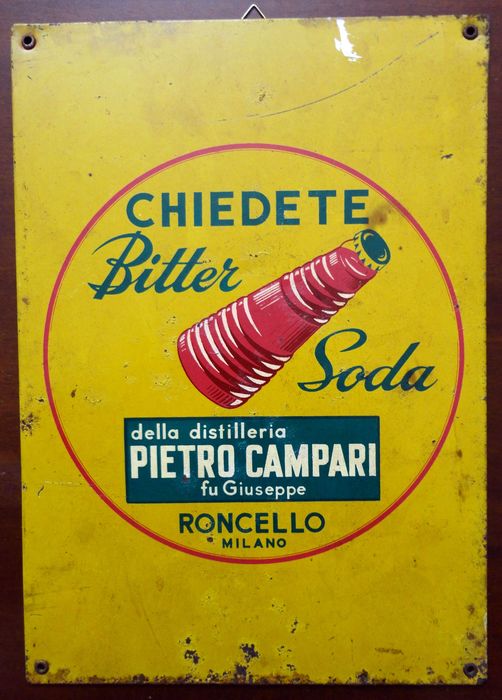 CHIEDETE
Bitter
Soda
della distilleria
PIETRO CAMPARI
fu Giuseppe
RONCELLO
MILANO